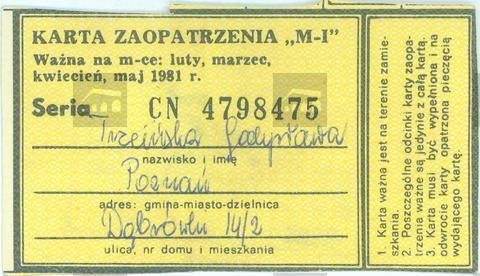 KARTA ZAOPATRZENIA „M-I”
Ważna na m-ce: luty, marzec,
kwiecień, maj 1981 r.
Seria CN 4798475
nazwisko i imię
Poznań
adres: gmina-miasto-dzielnica
14/2
ulica, nr domu i mieszkania
1. Karta ważna jest na terenie zamie-
szkania.
2. Poszczególne odcinki karty zaopa-
trzenia ważne są jedynie z całą kartą.
3. Karta musi być wypełniona i na
odwrocie karty opatrzona pieczęcią
wydającego kartę.